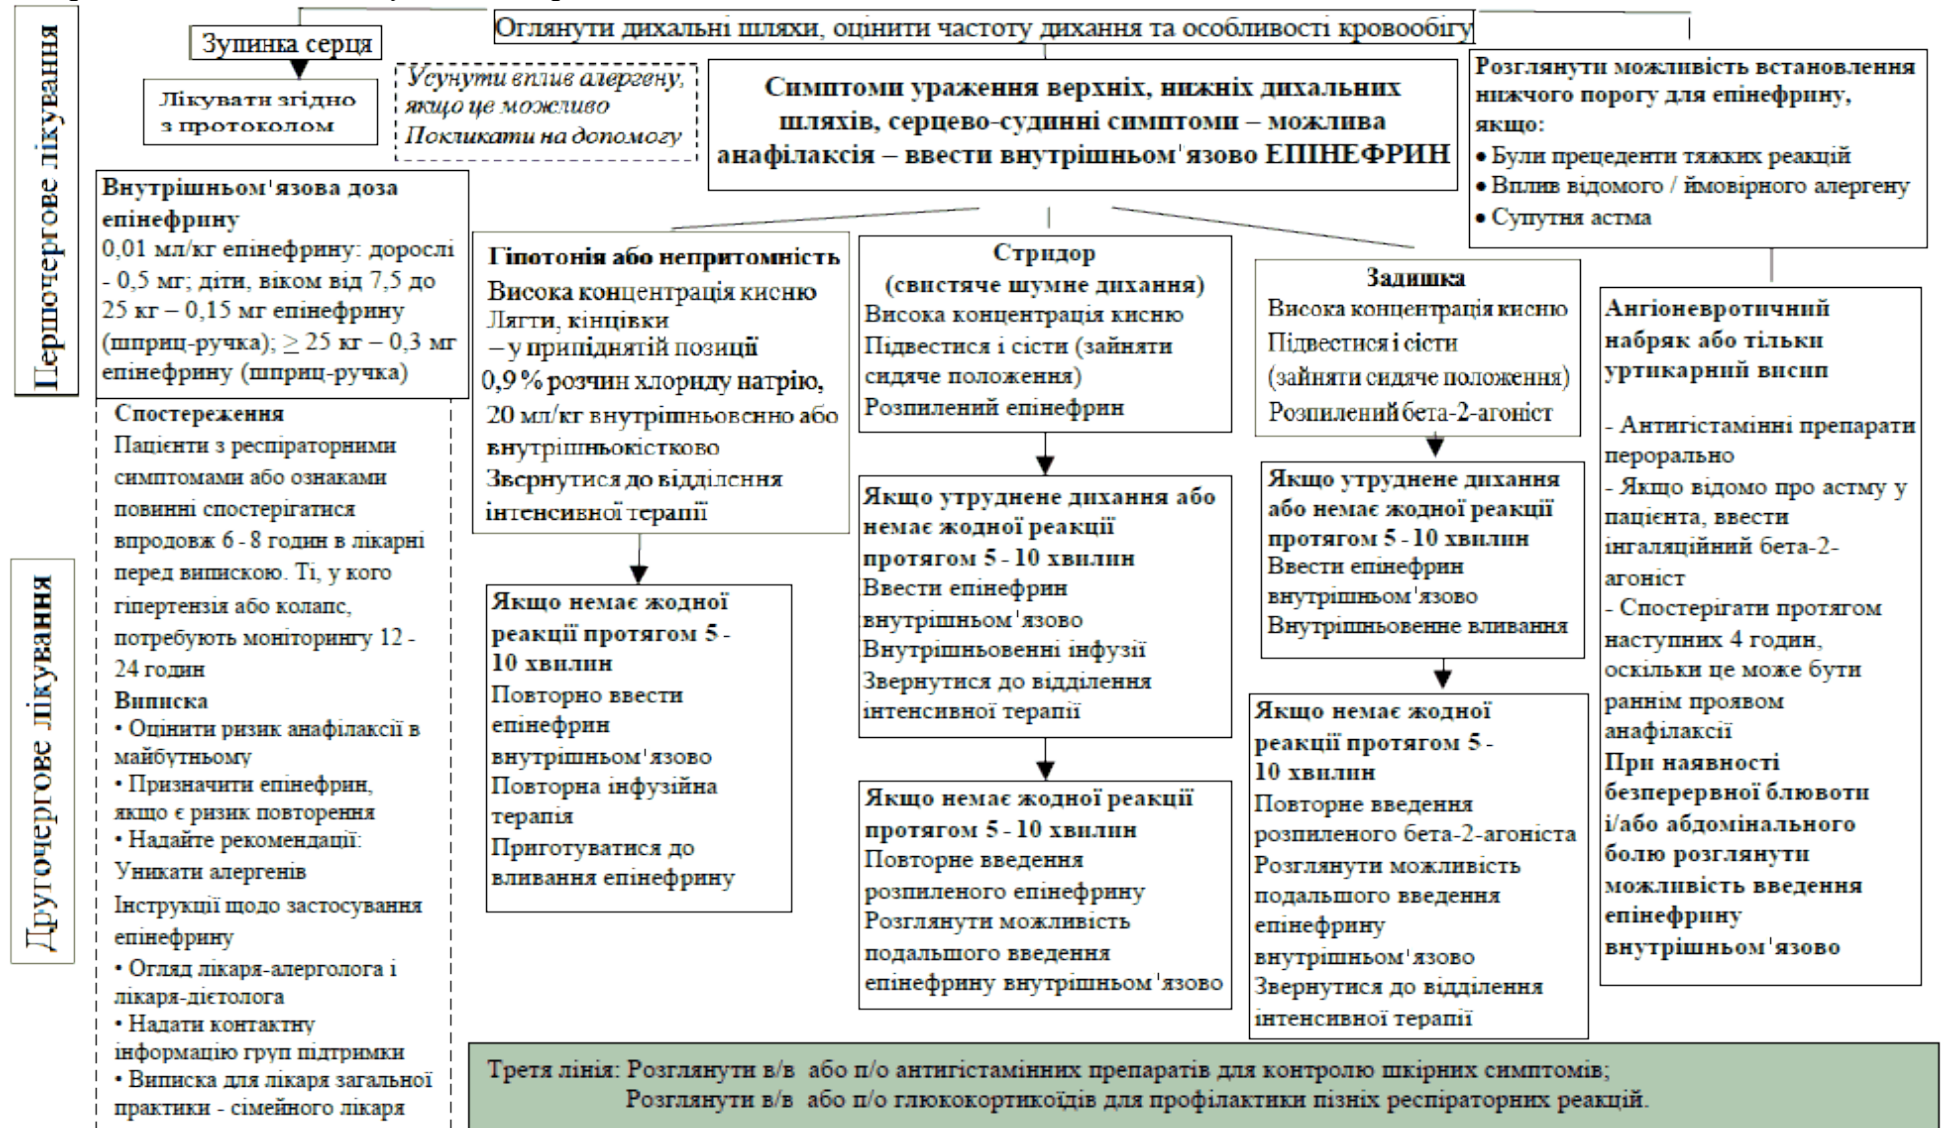 Першочергове лікування
Другочергове лікування
Оглянути дихальні шляхи, оцінити частоту дихання та особливості кровообігу
Зупинка серця
Лікувати згідно
з протоколом
Усунути вплив алергену,
якщо це можливо
Покликати на допомогу
Симптоми ураження верхніх, нижніх дихальних
шляхів, серцево-судинні симптоми – можлива
анафілаксія – ввести внутрішньом'язово ЕПІНЕФРИН
Розглянути можливість встановлення
нижчого порогу для епінефрину,
якщо:
• Були прецеденти тяжких реакцій
• Вплив відомого / ймовірного алергену
• Супутня астма
Внутрішньом'язова доза
епінефрину
0,01 мл/кг епінефрину: дорослі
- 0,5 мг; діти, віком від 7,5 до
25 кг – 0,15 мг епінефрину
(шприц-ручка); ≥ 25 кг – 0,3 мг
епінефрину (шприц-ручка)
Спостереження
Пацієнти з респіраторними
симптомами або ознаками
повинні спостерігатися
впродовж 6 - 8 годин в лікарні
перед випискою. Ті, у кого
гіпертензія або колапс,
потребують моніторингу 12 -
24 годин
Виписка
• Оцінити ризик анафілаксії в
майбутньому
• Призначити епінефрин,
якщо є ризик повторення
• Надайте рекомендації:
Уникати алергенів
Інструкції щодо застосування
епінефрину
• Огляд лікаря-алерголога і
лікаря-дієтолога
• Надати контактну
інформацію груп підтримки
• Виписка для лікаря загальної
практики - сімейного лікаря
Гіпотонія або непритомність
Висока концентрація кисню
Лягти, кінцівки
– у припіднятій позиції
0,9 % розчин хлориду натрію,
20 мл/кг внутрішньовенно або
внутрішньокістково
Звернутися до відділення
інтенсивної терапії
Якщо немає жодної
реакції протягом 5 -
10 хвилин
Повторно ввести
епінефрин
внутрішньом'язово
Повторна інфузійна
терапія
Приготуватися до
вливання епінефрину
Стридор
(свистяче шумне дихання)
Висока концентрація кисню
Підвестися і сісти (зайняти
сидяче положення)
Розпилений епінефрин
Якщо утруднене дихання або
немає жодної реакції
протягом 5 - 10 хвилин
Ввести епінефрин
внутрішньом'язово
Внутрішньовенні інфузії
Звернутися до відділення
інтенсивної терапії
Якщо немає жодної реакції
протягом 5 - 10 хвилин
Повторне введення
розпиленого епінефрину
Розглянути можливість
подальшого введення
епінефрину внутрішньом'язово
Задишка
Висока концентрація кисню
Підвестися і сісти
(зайняти сидяче положення)
Розпилений бета-2-агоніст
Якщо утруднене дихання
або немає жодної реакції
протягом 5 - 10 хвилин
Ввести епінефрин
внутрішньом'язово
Внутрішньовенне вливання
Якщо немає жодної
реакції протягом 5 -
10 хвилин
Повторне введення
розпиленого бета-2-агоніста
Розглянути можливість
подальшого введення
епінефрину
внутрішньом'язово
Звернутися до відділення
інтенсивної терапії
Ангіоневротичний
набряк або тільки
уртикарний висип
- Антигістамінні препарати
перорально
- Якщо відомо про астму у
пацієнта, ввести
інгаляційний бета-2-
агоніст
- Спостерігати протягом
наступних 4 годин,
оскільки це може бути
раннім проявом
анафілаксії
При наявності
безперервної блювоти
і/або абдомінального
болю розглянути
можливість введення
епінефрину
внутрішньом'язово
Третя лінія: Розглянути в/в або п/о антигістамінних препаратів для контролю шкірних симптомів;
Розглянути в/в або п/о глюкокортикоїдів для профілактики пізніх респіраторних реакцій.